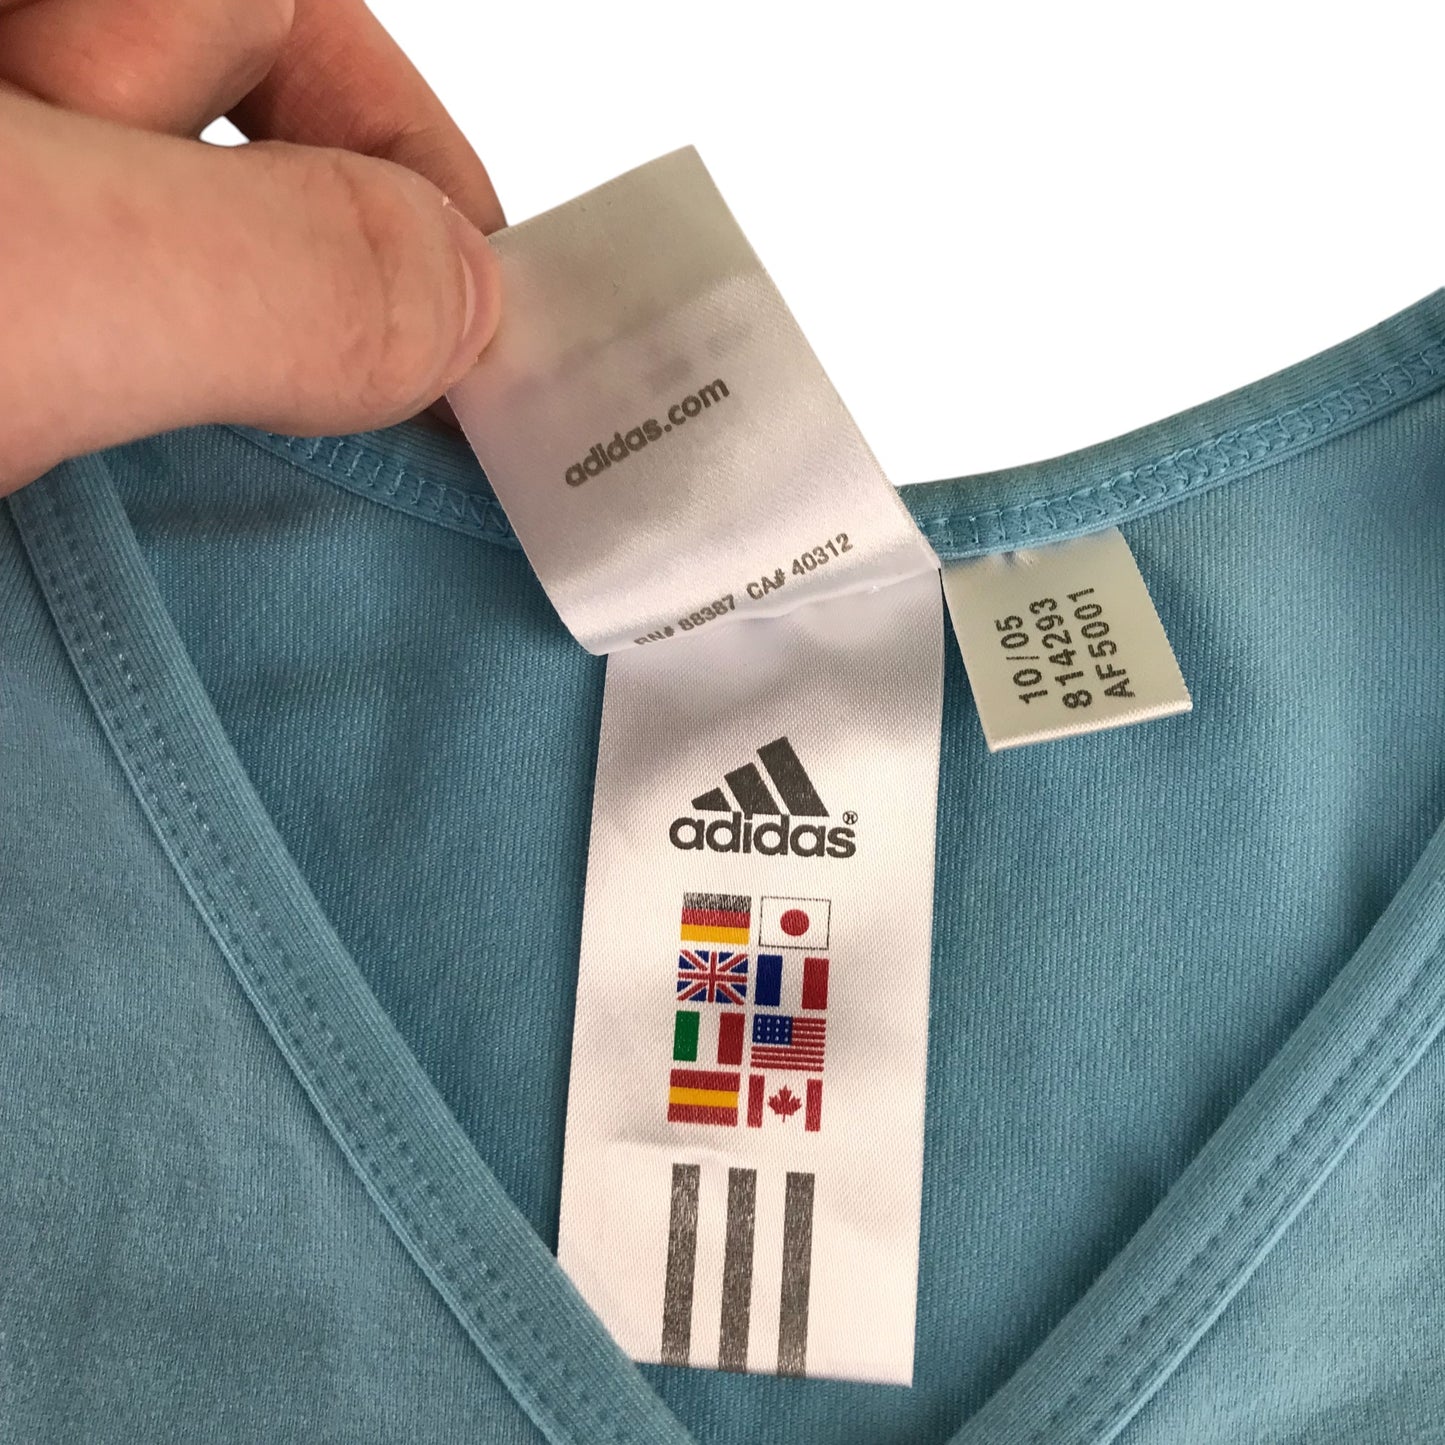 adidas.com
RN# 88387 CA# 40312
10/05
814293
AF5001
adidas®